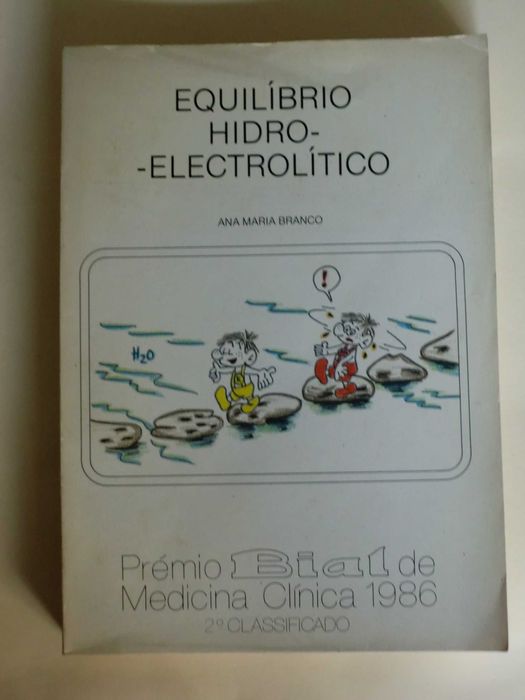 EQUILÍBRIO
HIDRO-
-ELECTROLÍTICO
ANA MARIA BRANCO
!
H2O
Prémio Bial de
Medicina Clínica 1986
2º CLASSIFICADO